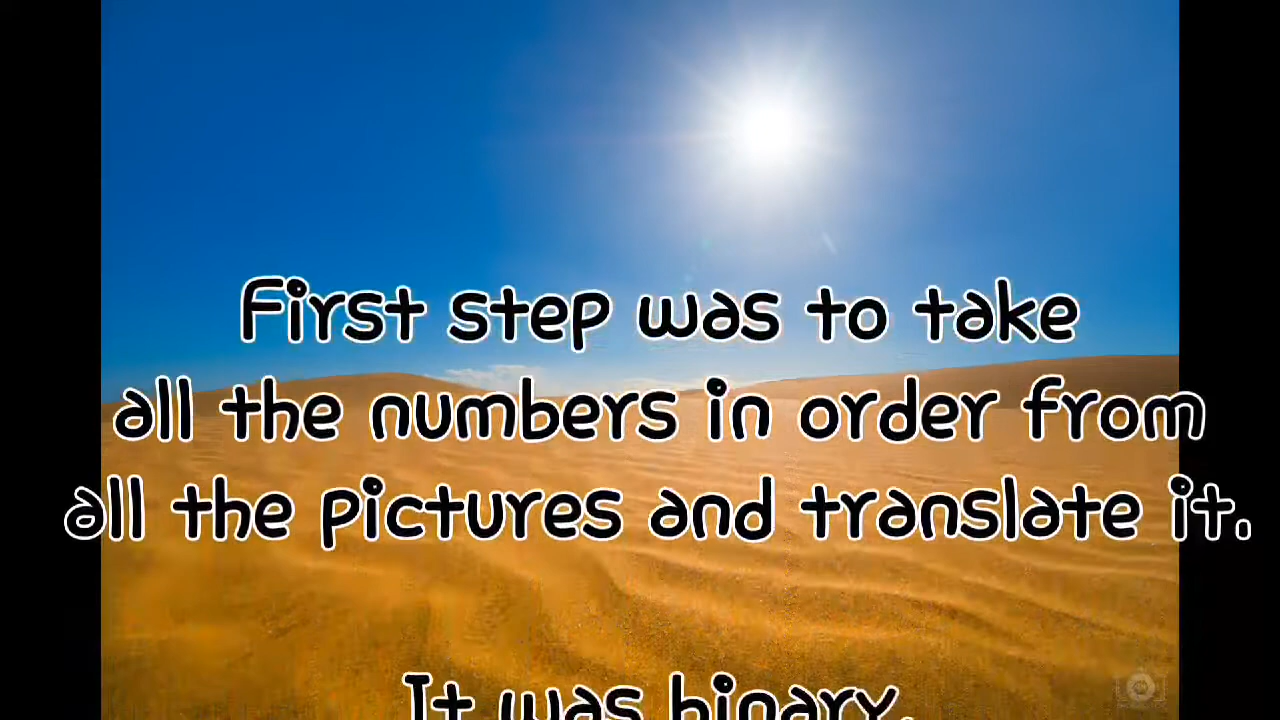 First step was to take
all the numbers in order from
all the pictures and translate it.
It was binary.